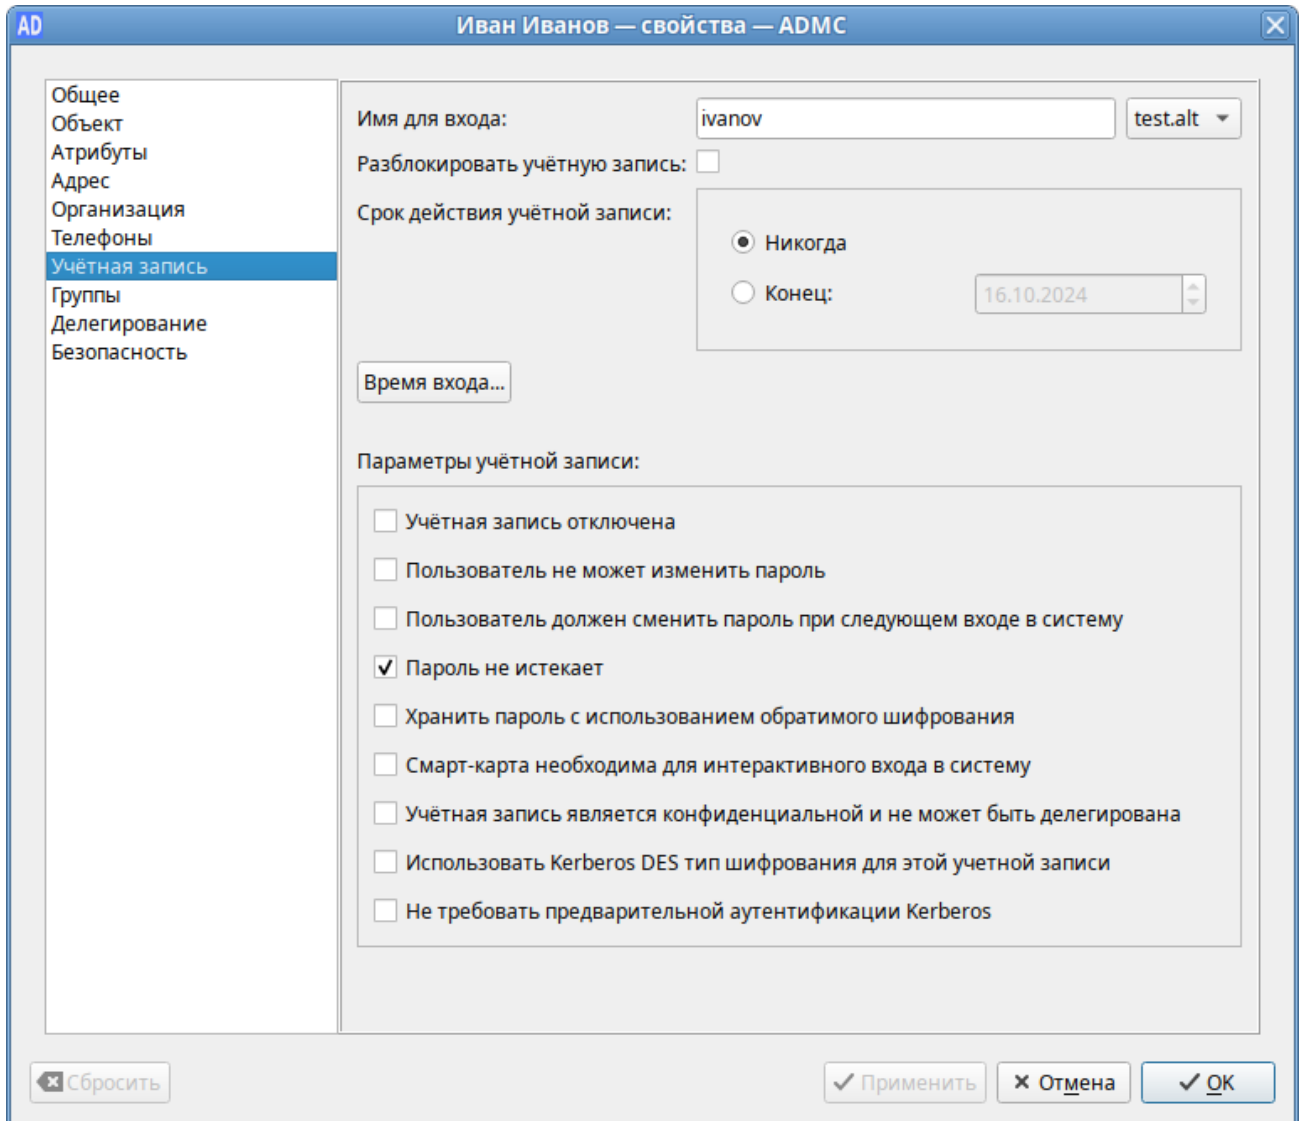 AD Иван Иванов — свойства — ADMC
Общее
Объект
Атрибуты
Адрес
Организация
Телефоны
Учётная запись
Группы
Делегирование
Безопасность
Имя для входа: ivanov test.alt
Разблокировать учётную запись:
Срок действия учётной записи:
Никогда
Конец: 16.10.2024
Время входа...
Параметры учётной записи:
Учётная запись отключена
Пользователь не может изменить пароль
Пользователь должен сменить пароль при следующем входе в систему
Пароль не истекает
Хранить пароль с использованием обратимого шифрования
Смарт-карта необходима для интерактивного входа в систему
Учётная запись является конфиденциальной и не может быть делегирована
Использовать Kerberos DES тип шифрования для этой учетной записи
Не требовать предварительной аутентификации Kerberos
Сбросить Применить Отмена OK